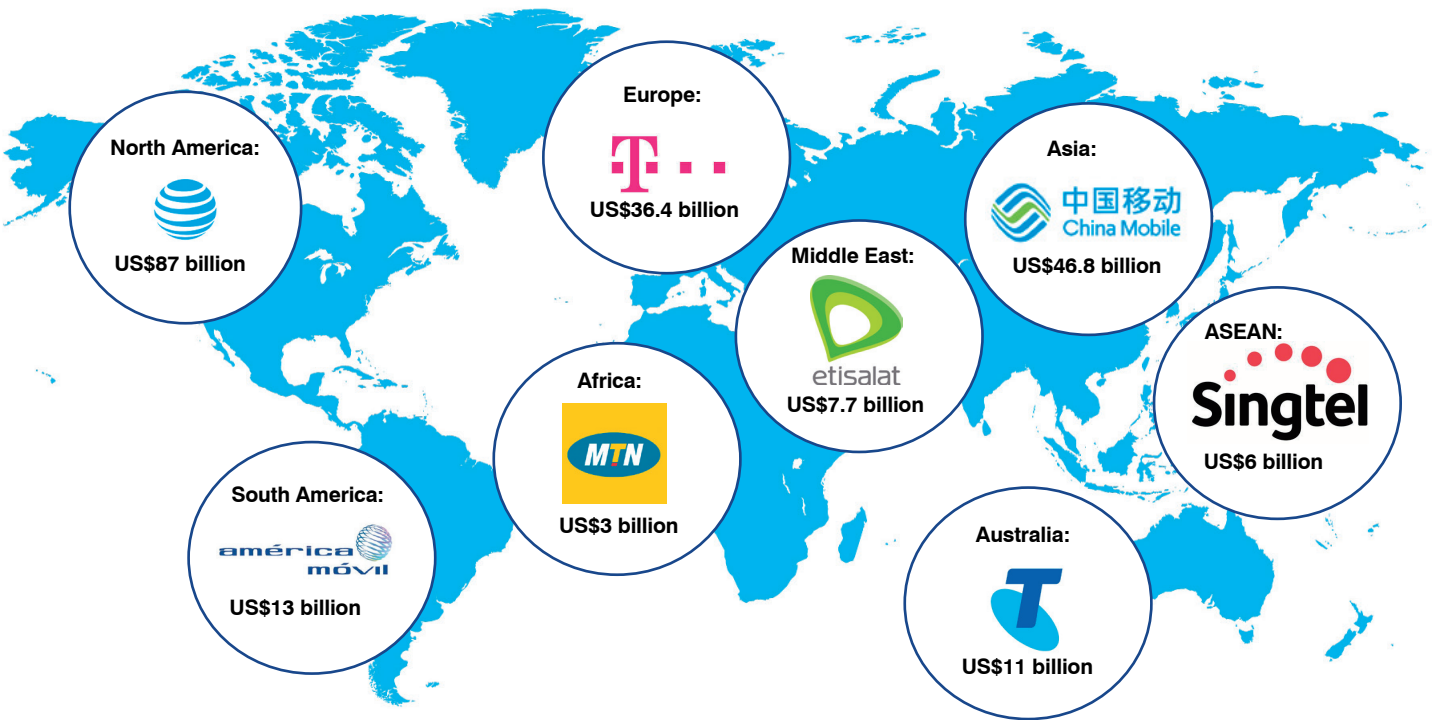 North America:
US$87 billion
Europe:
T
US$36.4 billion
Asia:
中国移动
China Mobile
US$46.8 billion
Middle East:
etisalat
US$7.7 billion
ASEAN:
Singtel
US$6 billion
Africa:
MTN
US$3 billion
South America:
américa
móvil
US$13 billion
Australia:
T
US$11 billion